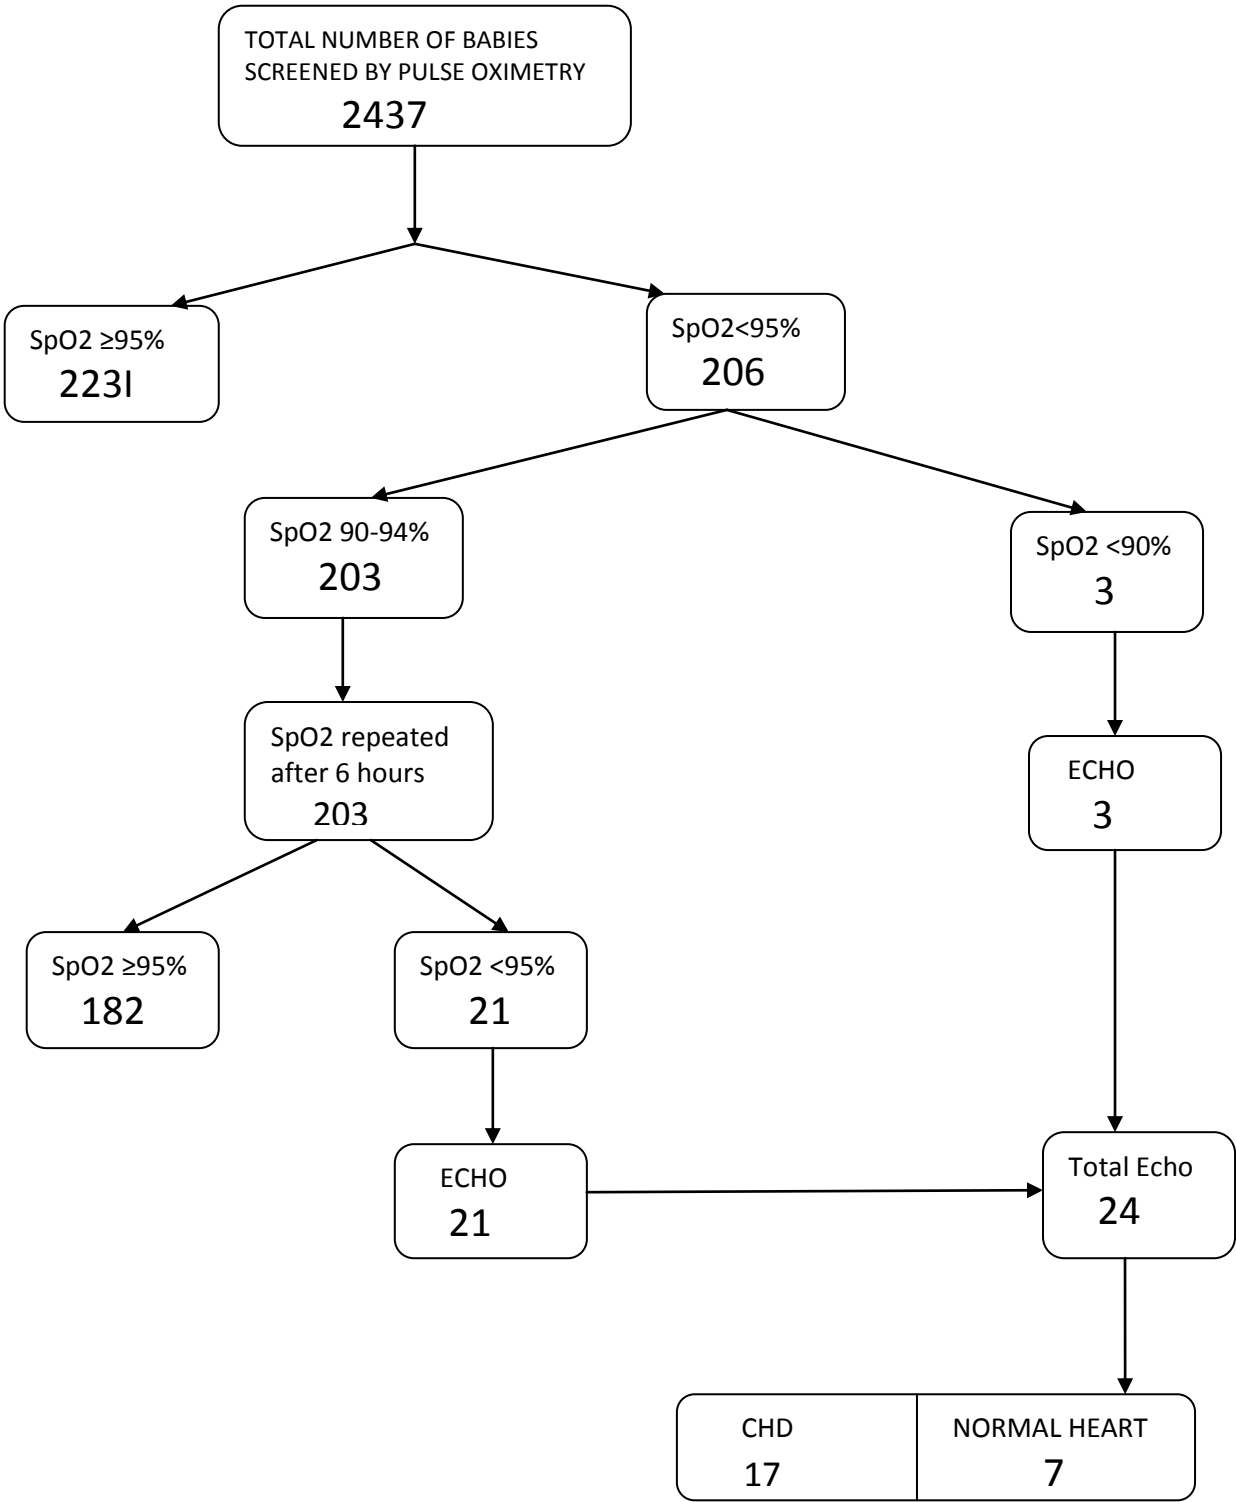 TOTAL NUMBER OF BABIES
SCREENED BY PULSE OXIMETRY
2437
SpO2 ≥95%
223I
SpO2<95%
206
SpO2 90-94%
203
SpO2 <90%
3
SpO2 repeated
after 6 hours
203
ECHO
3
SpO2 ≥95%
182
SpO2 <95%
21
ECHO
21
Total Echo
24
CHD
17
NORMAL HEART
7